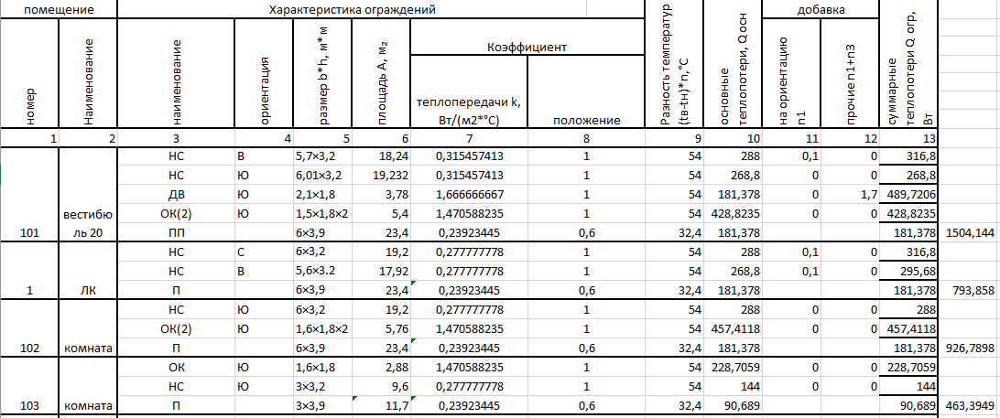 помещение Характеристика ограждений добавка
номер Наименование наименование ориентация размер b*h, м*м площадь A, м₂ Коэффициент Разность температур (tв-tн)*n,°С основные теплопотери, Q осн на ориентацию n1 прочие n1+n3 суммарные теплопотери Q огр, Вт
теплопередачи k, Вт/(м2*°С) положение
1 2 3 4 5 6 7 8 9 10 11 12 13
НС В 5,7×3,2 18,24 0,315457413 1 54 288 0,1 0 316,8
НС Ю 6,01×3,2 19,232 0,315457413 1 54 268,8 0 0 268,8
ДВ Ю 2,1×1,8 3,78 1,666666667 1 54 181,378 0 1,7 489,7206
вестибю
ОК(2) Ю 1,5×1,8×2 5,4 1,470588235 1 54 428,8235 0 0 428,8235
101 ль 20 ПП 6×3,9 23,4 0,23923445 0,6 32,4 181,378 181,378 1504,144
НС С 6×3,2 19,2 0,277777778 1 54 288 0,1 0 316,8
НС В 5,6×3.2 17,92 0,277777778 1 54 268,8 0,1 0 295,68
1 ЛК П 6×3,9 23,4 0,23923445 0,6 32,4 181,378 181,378 793,858
НС Ю 6×3,2 19,2 0,277777778 1 54 288 0 0 288
ОК(2) Ю 1,6×1,8×2 5,76 1,470588235 1 54 457,4118 0 0 457,4118
102 комната П 6×3,9 23,4 0,23923445 0,6 32,4 181,378 181,378 926,7898
ОК Ю 1,6×1,8 2,88 1,470588235 1 54 228,7059 0 0 228,7059
НС Ю 3×3,2 9,6 0,277777778 1 54 144 0 0 144
103 комната П 3×3,9 11,7 0,23923445 0,6 32,4 90,689 90,689 463,3949